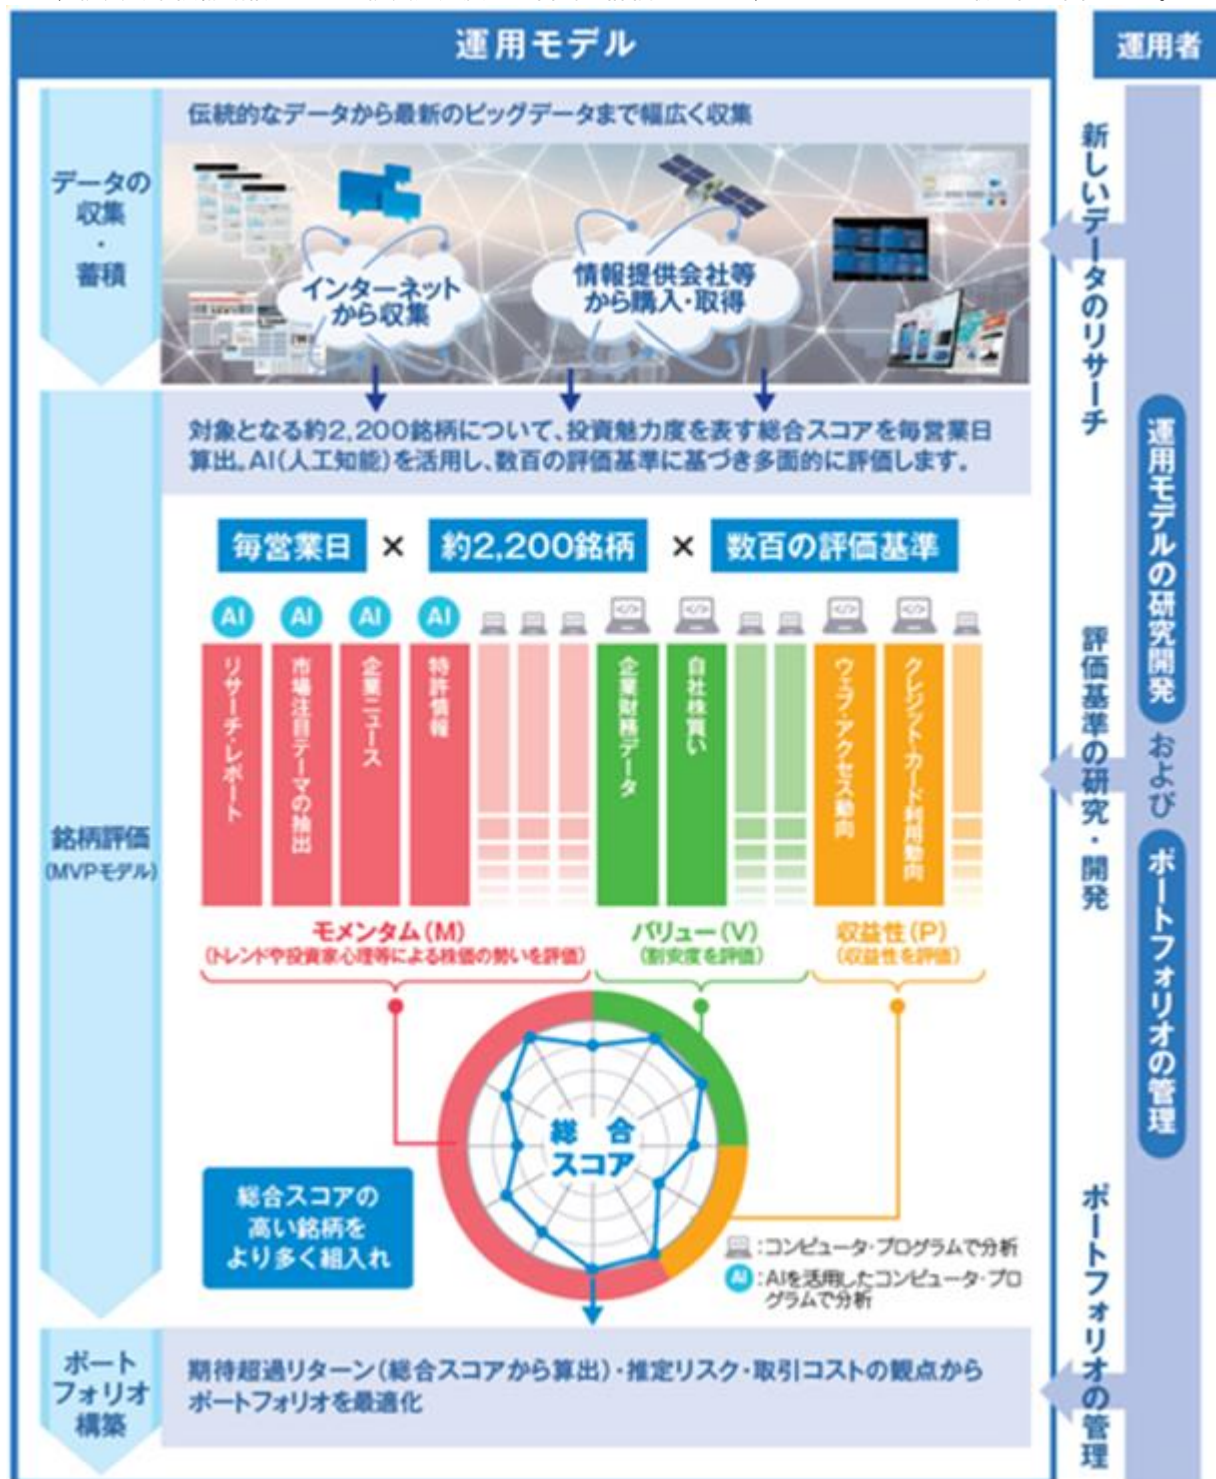 運用モデル
運用者
データの
収集
・
蓄積
伝統的なデータから最新のビッグデータまで幅広く収集
インターネット
から収集
情報提供会社等
から購入・取得
新しいデータのリサーチ
対象となる約2,200銘柄について、投資魅力度を表す総合スコアを毎営業日
算出。AI(人工知能)を活用し、数百の評価基準に基づき多面的に評価します。
毎営業日 × 約2,200銘柄 × 数百の評価基準
AI AI AI AI
リサーチ・レポート
市場注目テーマの抽出
企業ニュース
特許情報
企業財務データ
自社株買い
ウェブ・アクセス動向
クレジット・カード利用動向
銘柄評価
(MVPモデル)
モメンタム(M)
(トレンドや投資家心理等による株価の勢いを評価)
バリュー(V)
(割安度を評価)
収益性(P)
(収益性を評価)
総合
スコア
総合スコアの
高い銘柄を
より多く組入れ
:コンピュータ・プログラムで分析
AI:AIを活用したコンピュータ・プロ
グラムで分析
評価基準の研究・開発
運用モデルの研究開発
および
ポートフォリオの管理
ポート
フォリオ
構築
期待超過リターン(総合スコアから算出)・推定リスク・取引コストの観点から
ポートフォリオを最適化
ポートフォリオの管理